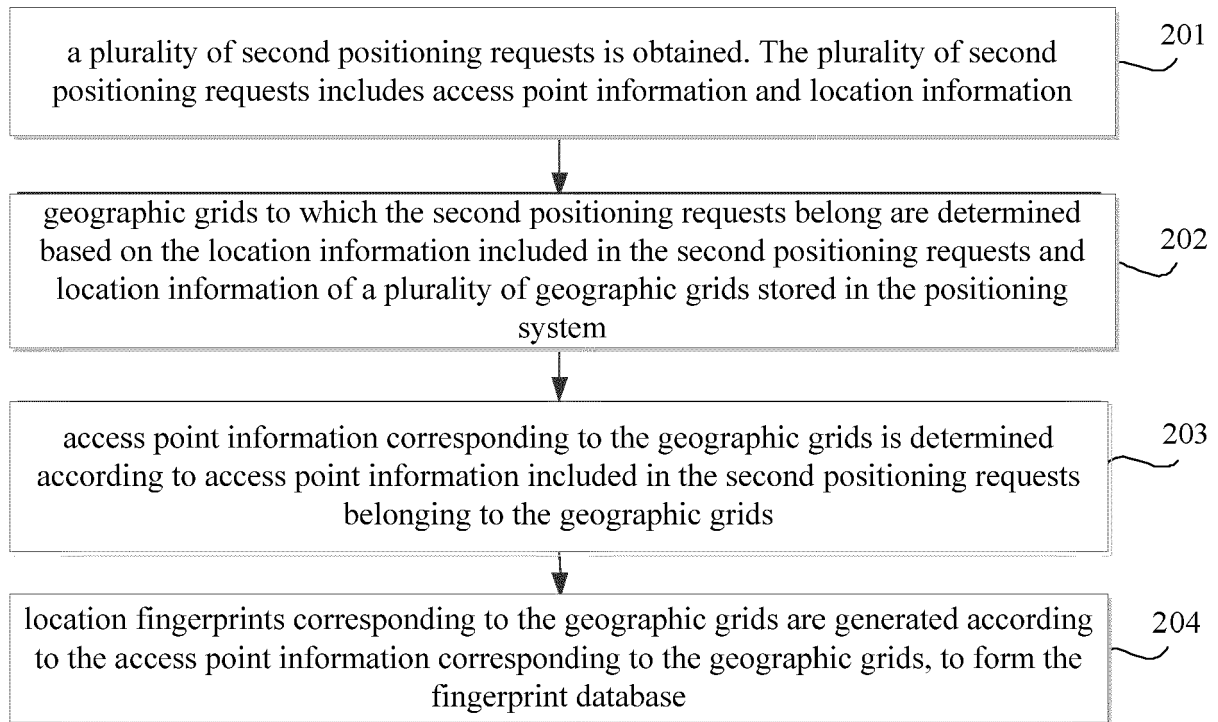 a plurality of second positioning requests is obtained. The plurality of second
positioning requests includes access point information and location information
201
geographic grids to which the second positioning requests belong are determined
based on the location information included in the second positioning requests and
location information of a plurality of geographic grids stored in the positioning
system
202
access point information corresponding to the geographic grids is determined
according to access point information included in the second positioning requests
belonging to the geographic grids
203
location fingerprints corresponding to the geographic grids are generated according
to the access point information corresponding to the geographic grids, to form the
fingerprint database
204